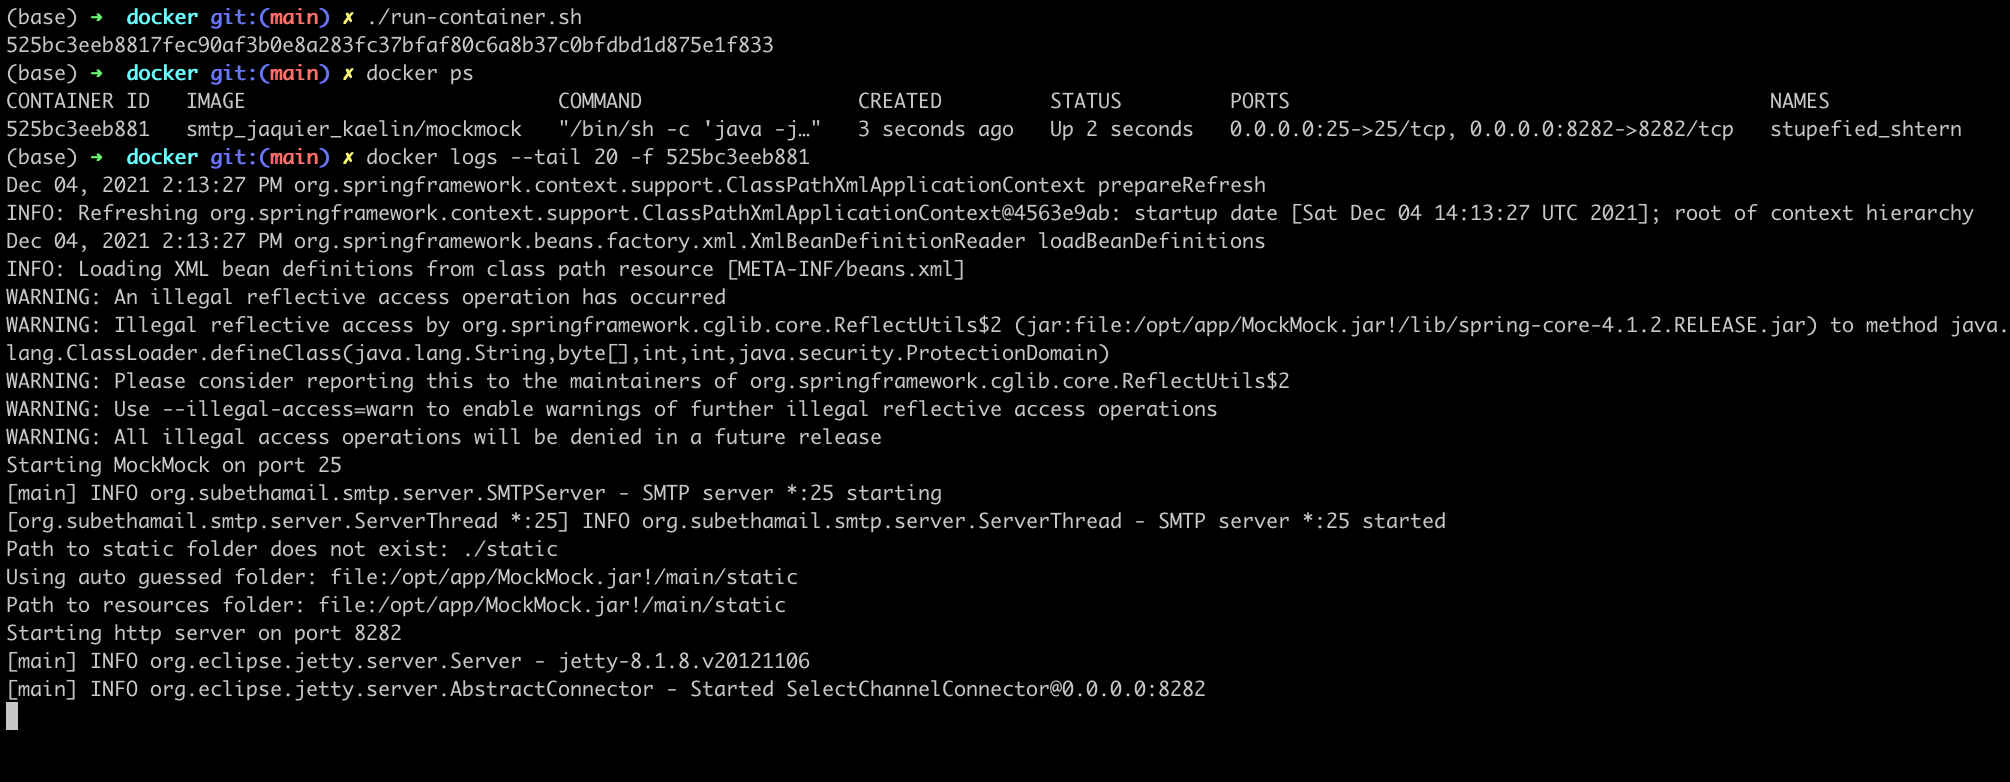 (base) ➜  docker git:(main) ✗ ./run-container.sh
525bc3eeb8817fec90af3b0e8a283fc37bfaf80c6a8b37c0bfdbd1d875e1f833
(base) ➜  docker git:(main) ✗ docker ps
CONTAINER ID   IMAGE                          COMMAND                  CREATED         STATUS         PORTS                                        NAMES
525bc3eeb881   smtp_jaquier_kaelin/mockmock   "/bin/sh -c 'java -j…"   3 seconds ago   Up 2 seconds   0.0.0.0:25->25/tcp, 0.0.0.0:8282->8282/tcp   stupefied_shtern
(base) ➜  docker git:(main) ✗ docker logs --tail 20 -f 525bc3eeb881
Dec 04, 2021 2:13:27 PM org.springframework.context.support.ClassPathXmlApplicationContext prepareRefresh
INFO: Refreshing org.springframework.context.support.ClassPathXmlApplicationContext@4563e9ab: startup date [Sat Dec 04 14:13:27 UTC 2021]; root of context hierarchy
Dec 04, 2021 2:13:27 PM org.springframework.beans.factory.xml.XmlBeanDefinitionReader loadBeanDefinitions
INFO: Loading XML bean definitions from class path resource [META-INF/beans.xml]
WARNING: An illegal reflective access operation has occurred
WARNING: Illegal reflective access by org.springframework.cglib.core.ReflectUtils$2 (jar:file:/opt/app/MockMock.jar!/lib/spring-core-4.1.2.RELEASE.jar) to method java.
lang.ClassLoader.defineClass(java.lang.String,byte[],int,int,java.security.ProtectionDomain)
WARNING: Please consider reporting this to the maintainers of org.springframework.cglib.core.ReflectUtils$2
WARNING: Use --illegal-access=warn to enable warnings of further illegal reflective access operations
WARNING: All illegal access operations will be denied in a future release
Starting MockMock on port 25
[main] INFO org.subethamail.smtp.server.SMTPServer - SMTP server *:25 starting
[org.subethamail.smtp.server.ServerThread *:25] INFO org.subethamail.smtp.server.ServerThread - SMTP server *:25 started
Path to static folder does not exist: ./static
Using auto guessed folder: file:/opt/app/MockMock.jar!/main/static
Path to resources folder: file:/opt/app/MockMock.jar!/main/static
Starting http server on port 8282
[main] INFO org.eclipse.jetty.server.Server - jetty-8.1.8.v20121106
[main] INFO org.eclipse.jetty.server.AbstractConnector - Started SelectChannelConnector@0.0.0.0:8282